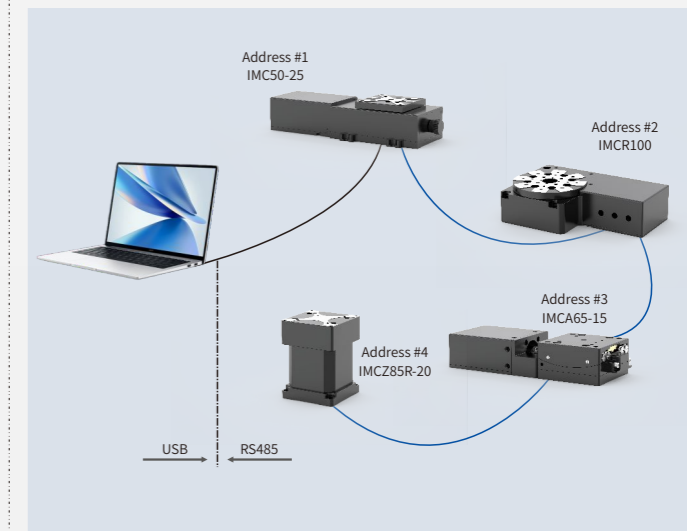 Address #1
IMC50-25
Address #2
IMCR100
Address #3
IMCA65-15
Address #4
IMCZ85R-20
USB
RS485